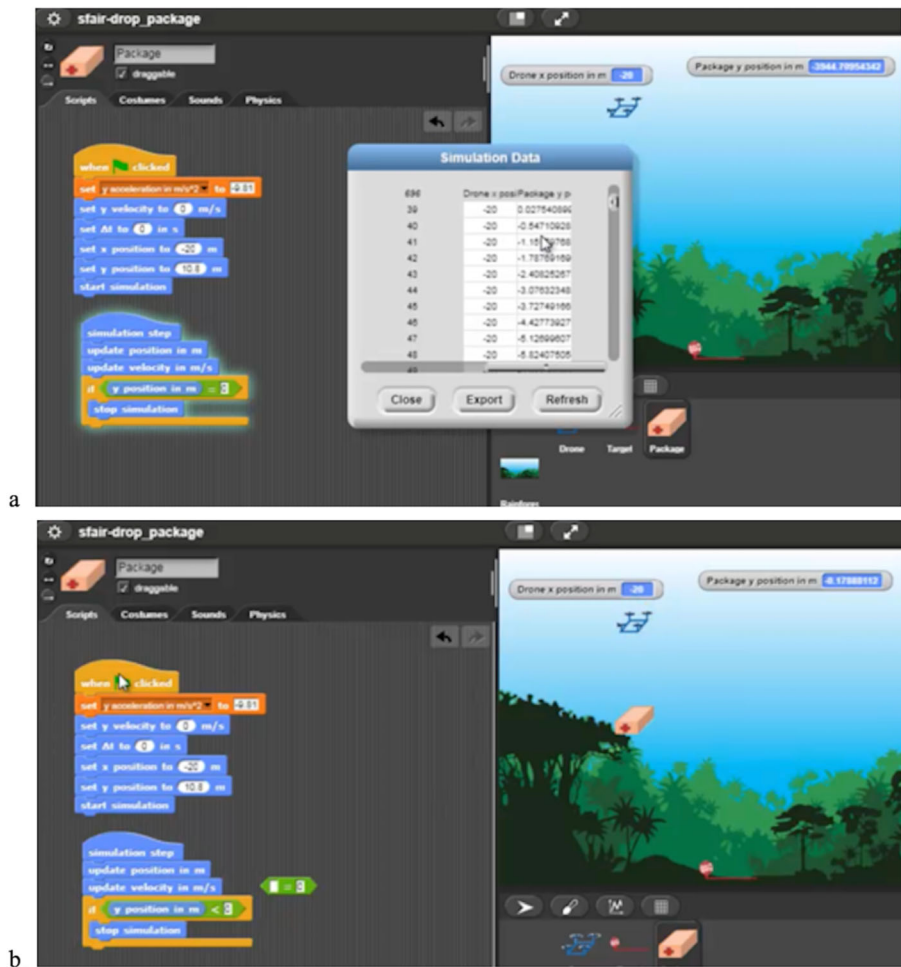 sfair-drop_package
Package
draggable
Scripts Costumes Sounds Physics
when clicked
set y acceleration in m/s^2 to -9.81
set y velocity to 0 m/s
set Δt to 0 in s
set x position to -20 m
set y position to 10.8 m
start simulation
simulation step
update position in m
update velocity in m/s
if y position in m =
stop simulation
Drone x position in m -20
Package y position in m
Simulation Data
696 Drone x posi Package y p
39 -20
40 -20
41 -20
42 -20
43 -20
44 -20
45 -20
46 -20
47 -20
48 -20
Close Export Refresh
Drone Target Package
a
sfair-drop_package
Package
draggable
Scripts Costumes Sounds Physics
when clicked
set y acceleration in m/s^2 to -9.81
set y velocity to 0 m/s
set Δt to 0 in s
set x position to -20 m
set y position to 10.8 m
start simulation
simulation step
update position in m
update velocity in m/s
=
if y position in m <
stop simulation
Drone x position in m -20
Package y position in m
b